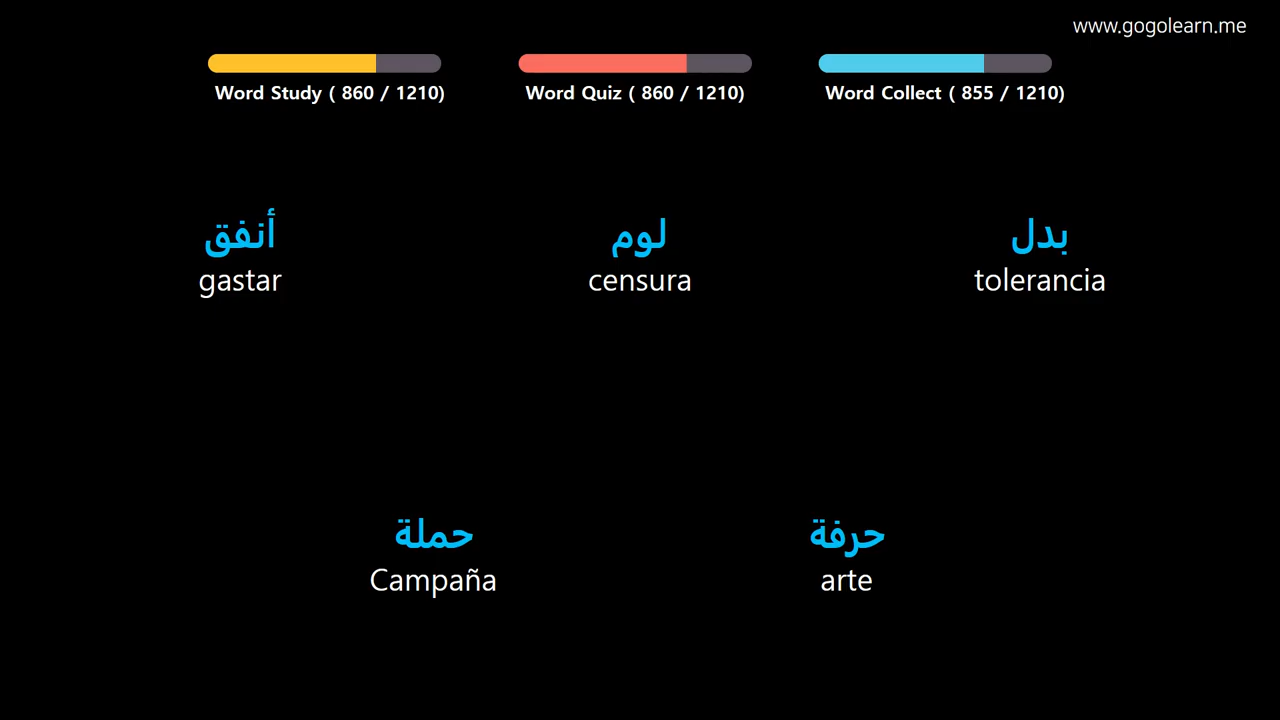 www.gogolearn.me
Word Study ( 860 / 1210)
Word Quiz ( 860 / 1210)
Word Collect ( 855 / 1210)
أنفق
gastar
لوم
censura
بدل
tolerancia
حملة
Campaña
حرفة
arte